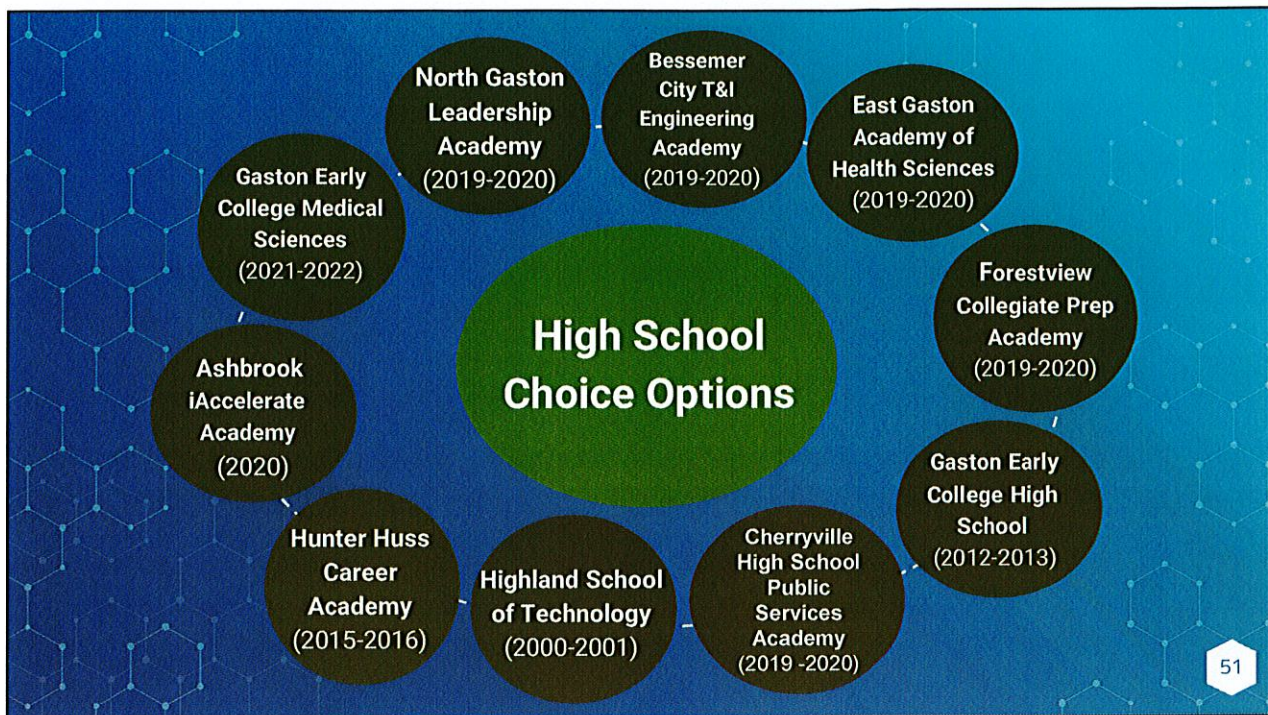 North Gaston
Leadership
Academy
(2019-2020)
Bessemer
City T&I
Engineering
Academy
(2019-2020)
East Gaston
Academy of
Health Sciences
(2019-2020)
Forestview
Collegiate Prep
Academy
(2019-2020)
Gaston Early
College High
School
(2012-2013)
Cherryville
High School
Public
Services
Academy
(2019 -2020)
Highland School
of Technology
(2000-2001)
Hunter Huss
Career
Academy
(2015-2016)
Ashbrook
iAccelerate
Academy
(2020)
Gaston Early
College Medical
Sciences
(2021-2022)
High School
Choice Options
51